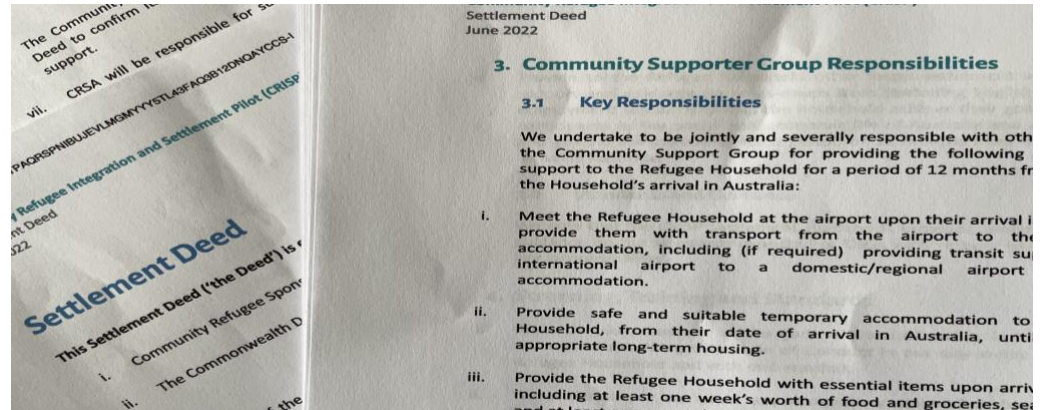 The Communit
Deed to confirm
support.
vii. CRSA will be responsible for
Refugee Integration and Settlement Pilot (CRISP
nt Deed
Settlement Deed
This Settlement Deed ('the Deed') is
i. Community Refugee Spon
ii. The Commonwealth D
Settlement Deed
June 2022
3. Community Supporter Group Responsibilities
3.1 Key Responsibilities
We undertake to be jointly and severally responsible with oth
the Community Support Group for providing the following
support to the Refugee Household for a period of 12 months fr
the Household's arrival in Australia:
i. Meet the Refugee Household at the airport upon their arrival i
provide them with transport from the airport to the
accommodation, including (if required) providing transit su
international airport to a domestic/regional airport
accommodation.
ii. Provide safe and suitable temporary accommodation to
Household, from their date of arrival in Australia, unti
appropriate long-term housing.
iii. Provide the Refugee Household with essential items upon arriv
including at least one week's worth of food and groceries, sea